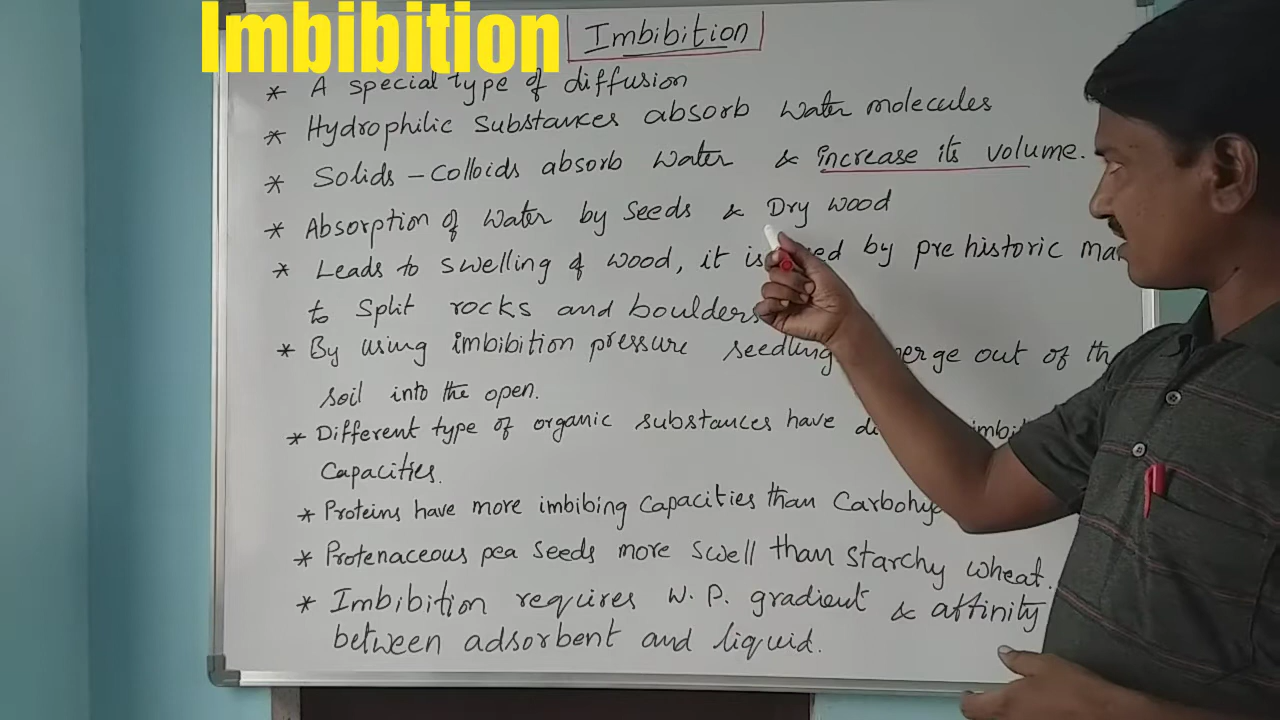 Imbibition
Imbibition
* A special type of diffusion
* Hydrophilic substances absorb water molecules
* Solids - Colloids absorb water & increase its volume.
* Absorption of water by seeds & Dry wood
* Leads to swelling of wood, it is by pre historic
to split rocks and boulders
* By using imbibition pressure out of
soil into the open.
* Different type of organic substances have
Capacities.
* Proteins have more imbibing Capacities than
* Protenaceous pea seeds more swell than starchy wheat.
* Imbibition requires W. P. gradient & affinity
between adsorbent and liquid.